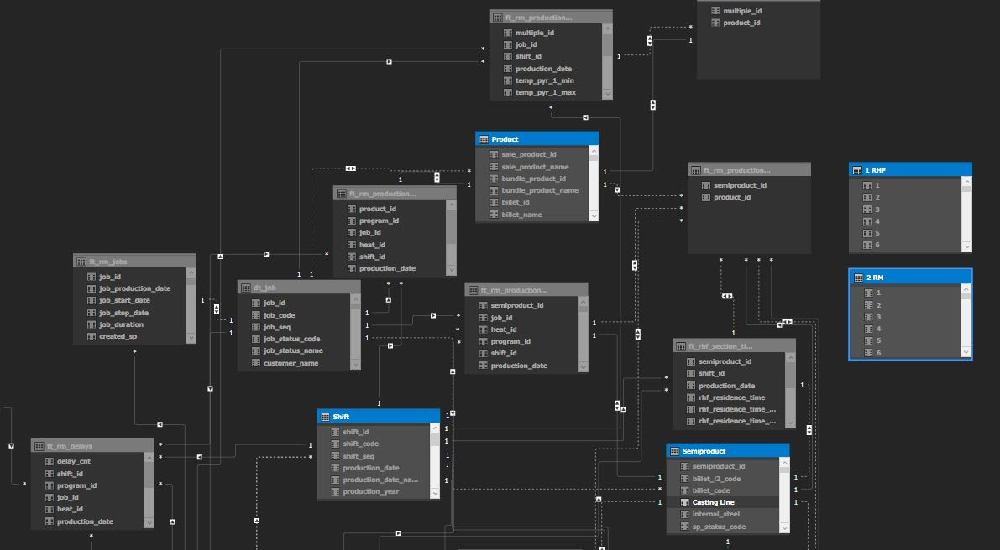 ft_rm_production...
multiple_id
job_id
shift_id
production_date
temp_pyr_1_min
temp_pyr_1_max
multiple_id
product_id
Product
sale_product_id
sale_product_name
bundle_product_id
bundle_product_name
billet_id
billet_name
ft_rm_production...
semiproduct_id
product_id
1 RHF
1
2
3
4
5
6
ft_rm_production...
product_id
program_id
job_id
heat_id
shift_id
production_date
ft_rm_jobs
job_id
job_production_date
job_start_date
job_stop_date
job_duration
created_sp
dt_job
job_id
job_code
job_seq
job_status_code
job_status_name
customer_name
ft_rm_production...
semiproduct_id
job_id
heat_id
program_id
shift_id
production_date
2 RM
1
2
3
4
5
6
ft_rhf_section_ti...
semiproduct_id
shift_id
production_date
rhf_residence_time
rhf_residence_time_...
rhf_residence_time_...
Shift
shift_id
shift_code
shift_seq
production_date
production_date_na...
production_year
ft_rm_delays
delay_cnt
shift_id
program_id
job_id
heat_id
production_date
Semiproduct
semiproduct_id
billet_l2_code
billet_code
Casting Line
internal_steel
sp_status_code